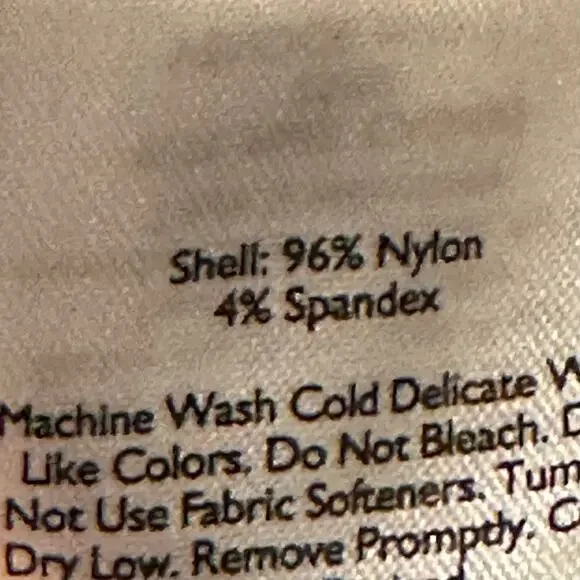 Shell: 96% Nylon
4% Spandex
Machine Wash Cold Delicate
Like Colors. Do Not Bleach.
Not Use Fabric Softeners.
Dry Low. Remove Promptly.